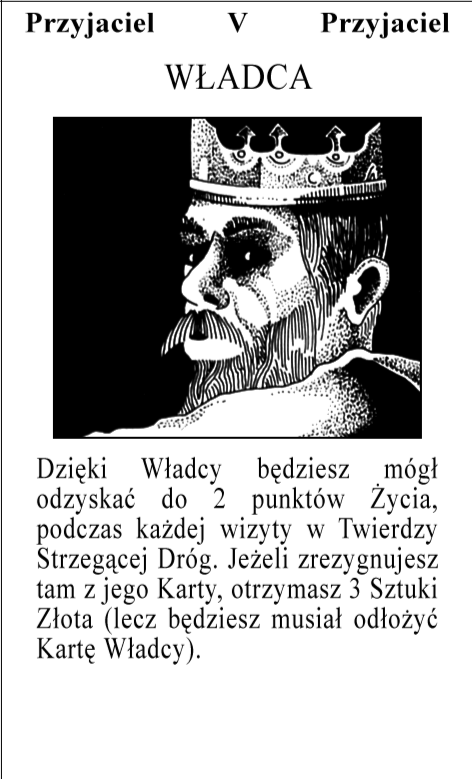 Przyjaciel V Przyjaciel
WŁADCA
Dzięki Władcy będziesz mógł
odzyskać do 2 punktów Życia,
podczas każdej wizyty w Twierdzy
Strzegącej Dróg. Jeżeli zrezygnujesz
tam z jego Karty, otrzymasz 3 Sztuki
Złota (lecz będziesz musiał odłożyć
Kartę Władcy).